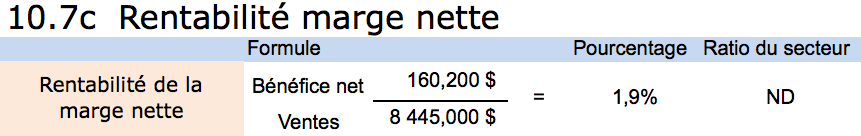 10.7c Rentabilité marge nette
Formule Pourcentage Ratio du secteur
Rentabilité de la marge nette
Bénéfice net 160,200 $
Ventes 8 445,000 $
= 1,9% ND